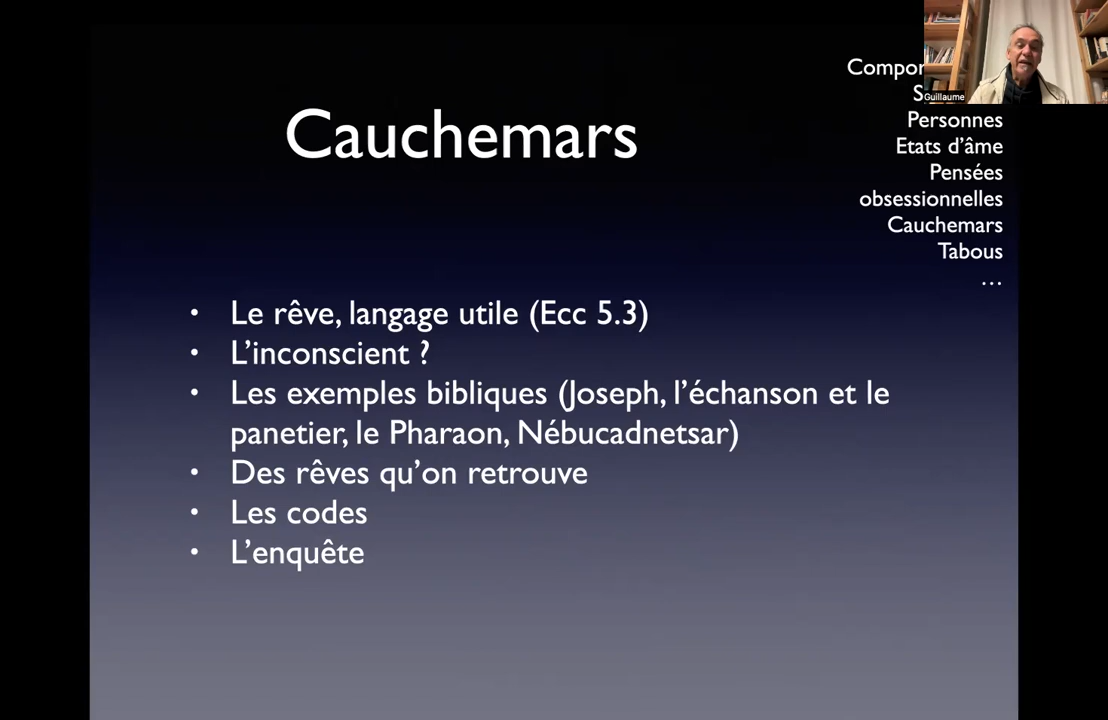 Cauchemars
Personnes
Etats d’âme
Pensées
obsessionnelles
Cauchemars
Tabous
...
Guillaume
• Le rêve, langage utile (Ecc 5.3)
• L’inconscient ?
• Les exemples bibliques (Joseph, l’échanson et le
panetier, le Pharaon, Nébucadnetsar)
• Des rêves qu’on retrouve
• Les codes
• L’enquête